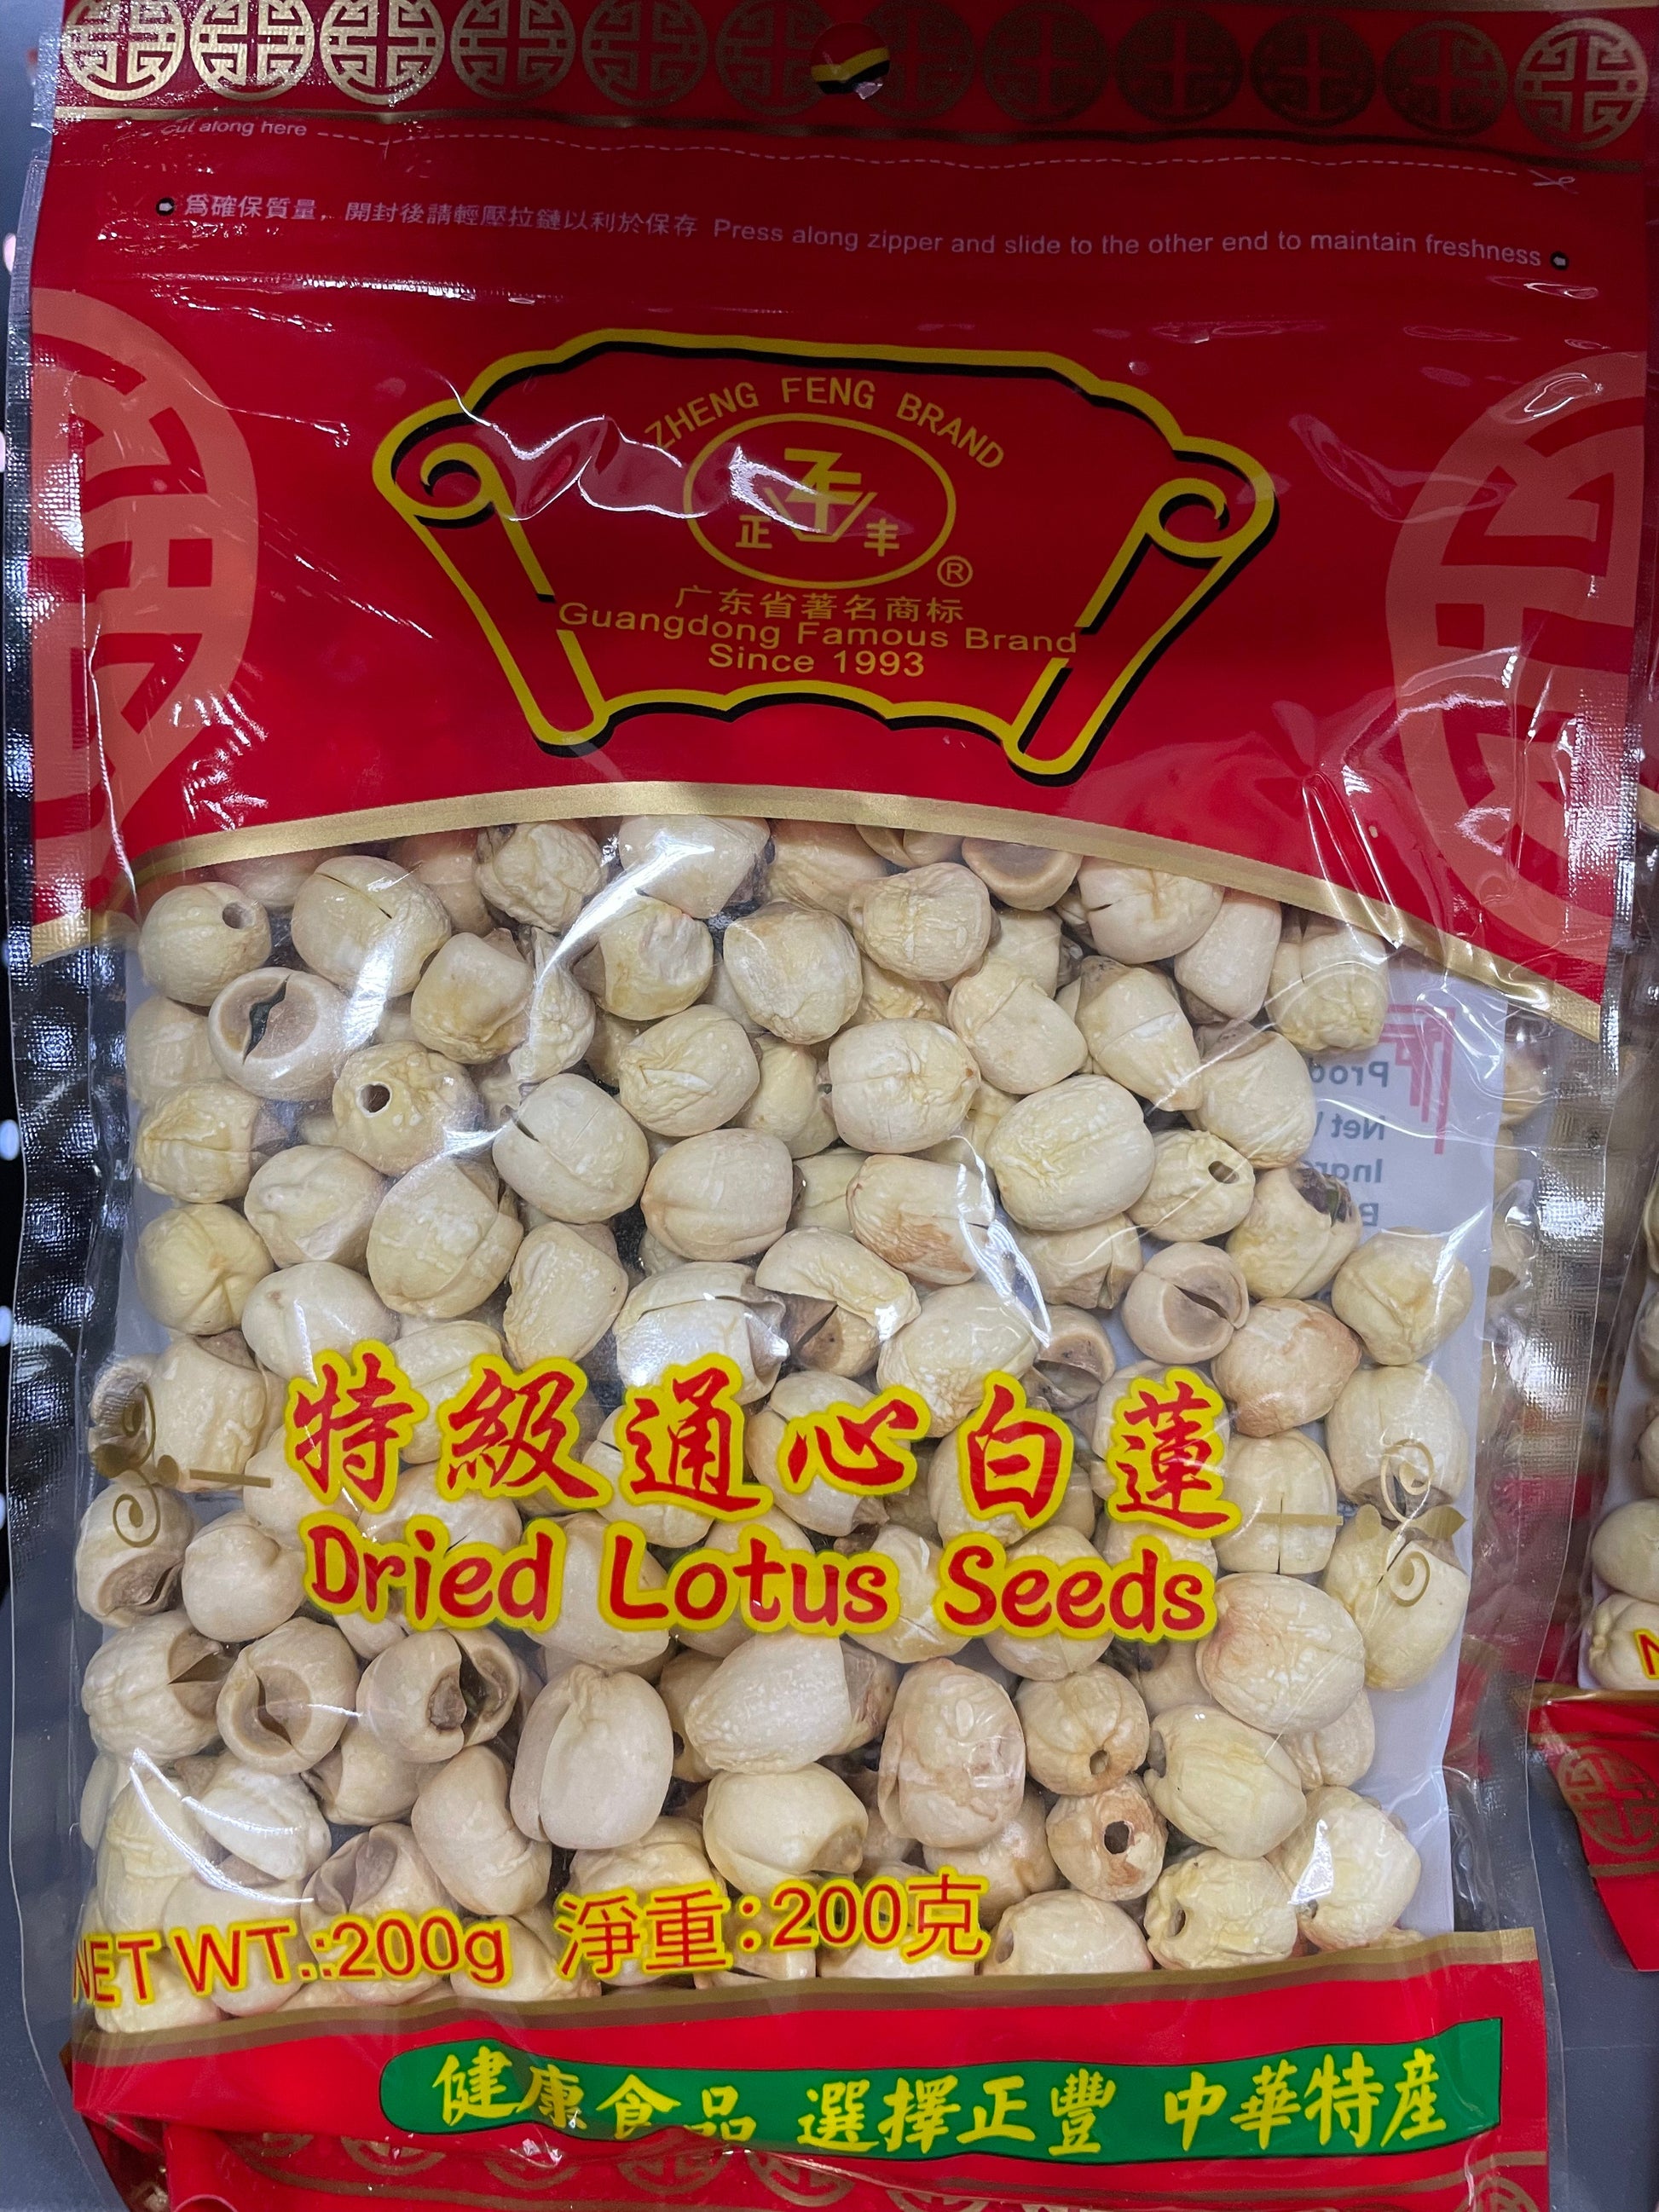 Cut along here
爲確保質量，開封後請輕壓拉鏈以利於保存 Press along zipper and slide to the other end to maintain freshness
ZHENG FENG BRAND
正 丰
®
广东省著名商标
Guangdong Famous Brand
Since 1993
Net
特級通心白蓮
Dried Lotus Seeds
NET WT.:200g 淨重:200克
健康食品 選擇正豐 中華特産